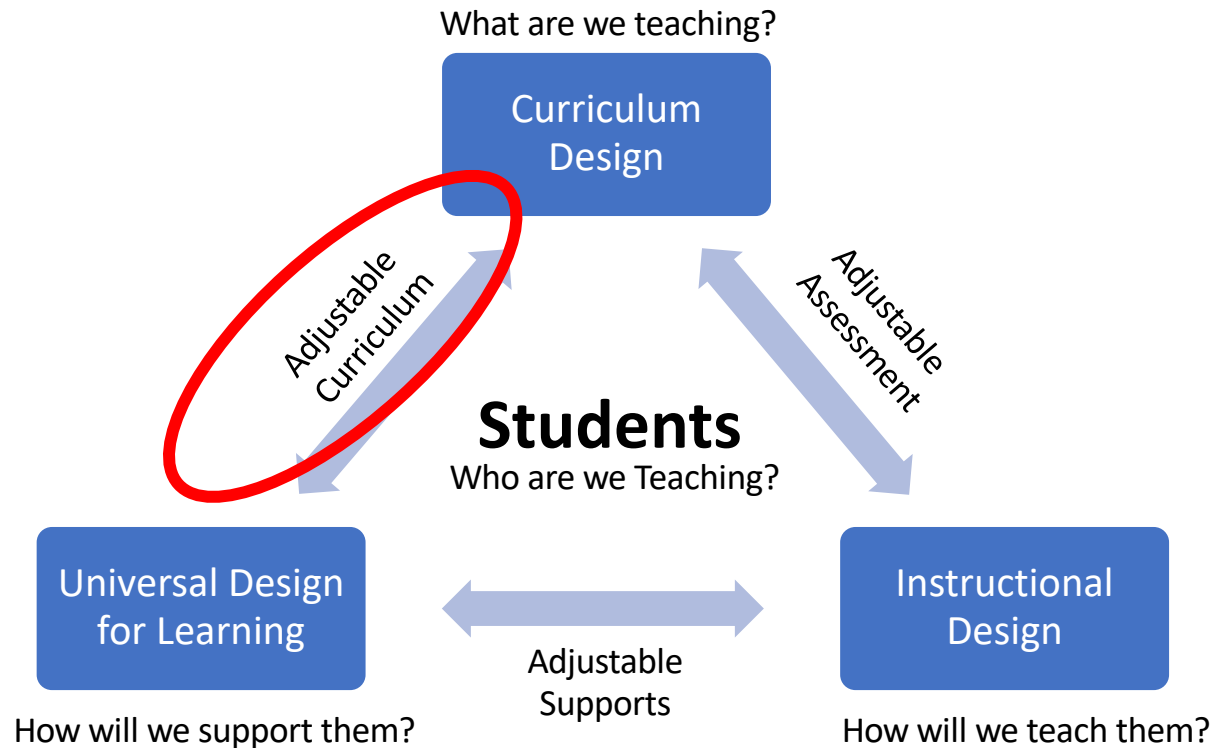 What are we teaching?
Curriculum
Design
Adjustable
Curriculum
Adjustable
Assessment
Students
Who are we Teaching?
Universal Design
for Learning
Instructional
Design
Adjustable
Supports
How will we support them?
How will we teach them?